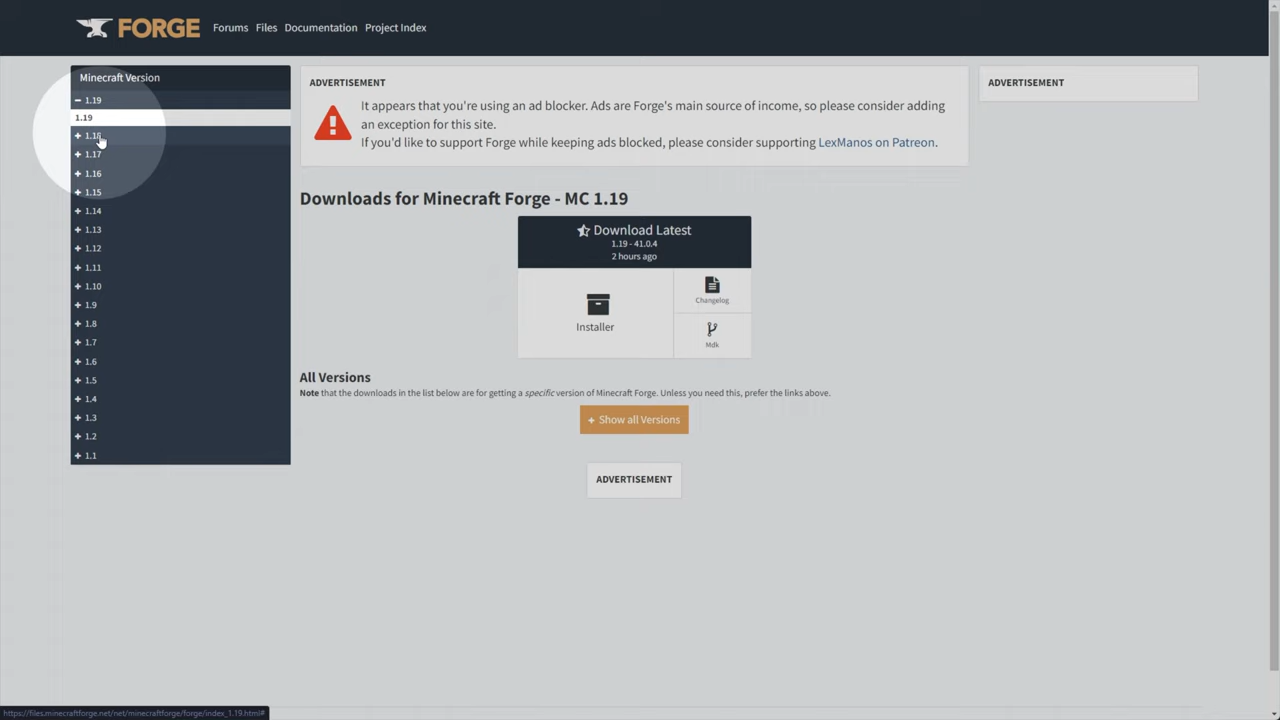 FORGE
Forums Files Documentation Project Index
Minecraft Version
1.19
1.19
1.18
1.17
1.16
1.15
1.14
1.13
1.12
1.11
1.10
1.9
1.8
1.7
1.6
1.5
1.4
1.3
1.2
1.1
ADVERTISEMENT
It appears that you're using an ad blocker. Ads are Forge's main source of income, so please consider adding
an exception for this site.
If you'd like to support Forge while keeping ads blocked, please consider supporting LexManos on Patreon.
ADVERTISEMENT
Downloads for Minecraft Forge - MC 1.19
Download Latest
1.19 - 41.0.4
2 hours ago
Installer
Changelog
Mdk
All Versions
Note that the downloads in the list below are for getting a specific version of Minecraft Forge. Unless you need this, prefer the links above.
+ Show all Versions
ADVERTISEMENT
https://files.minecraftforge.net/net/minecraftforge/forge/index_1.19.html#